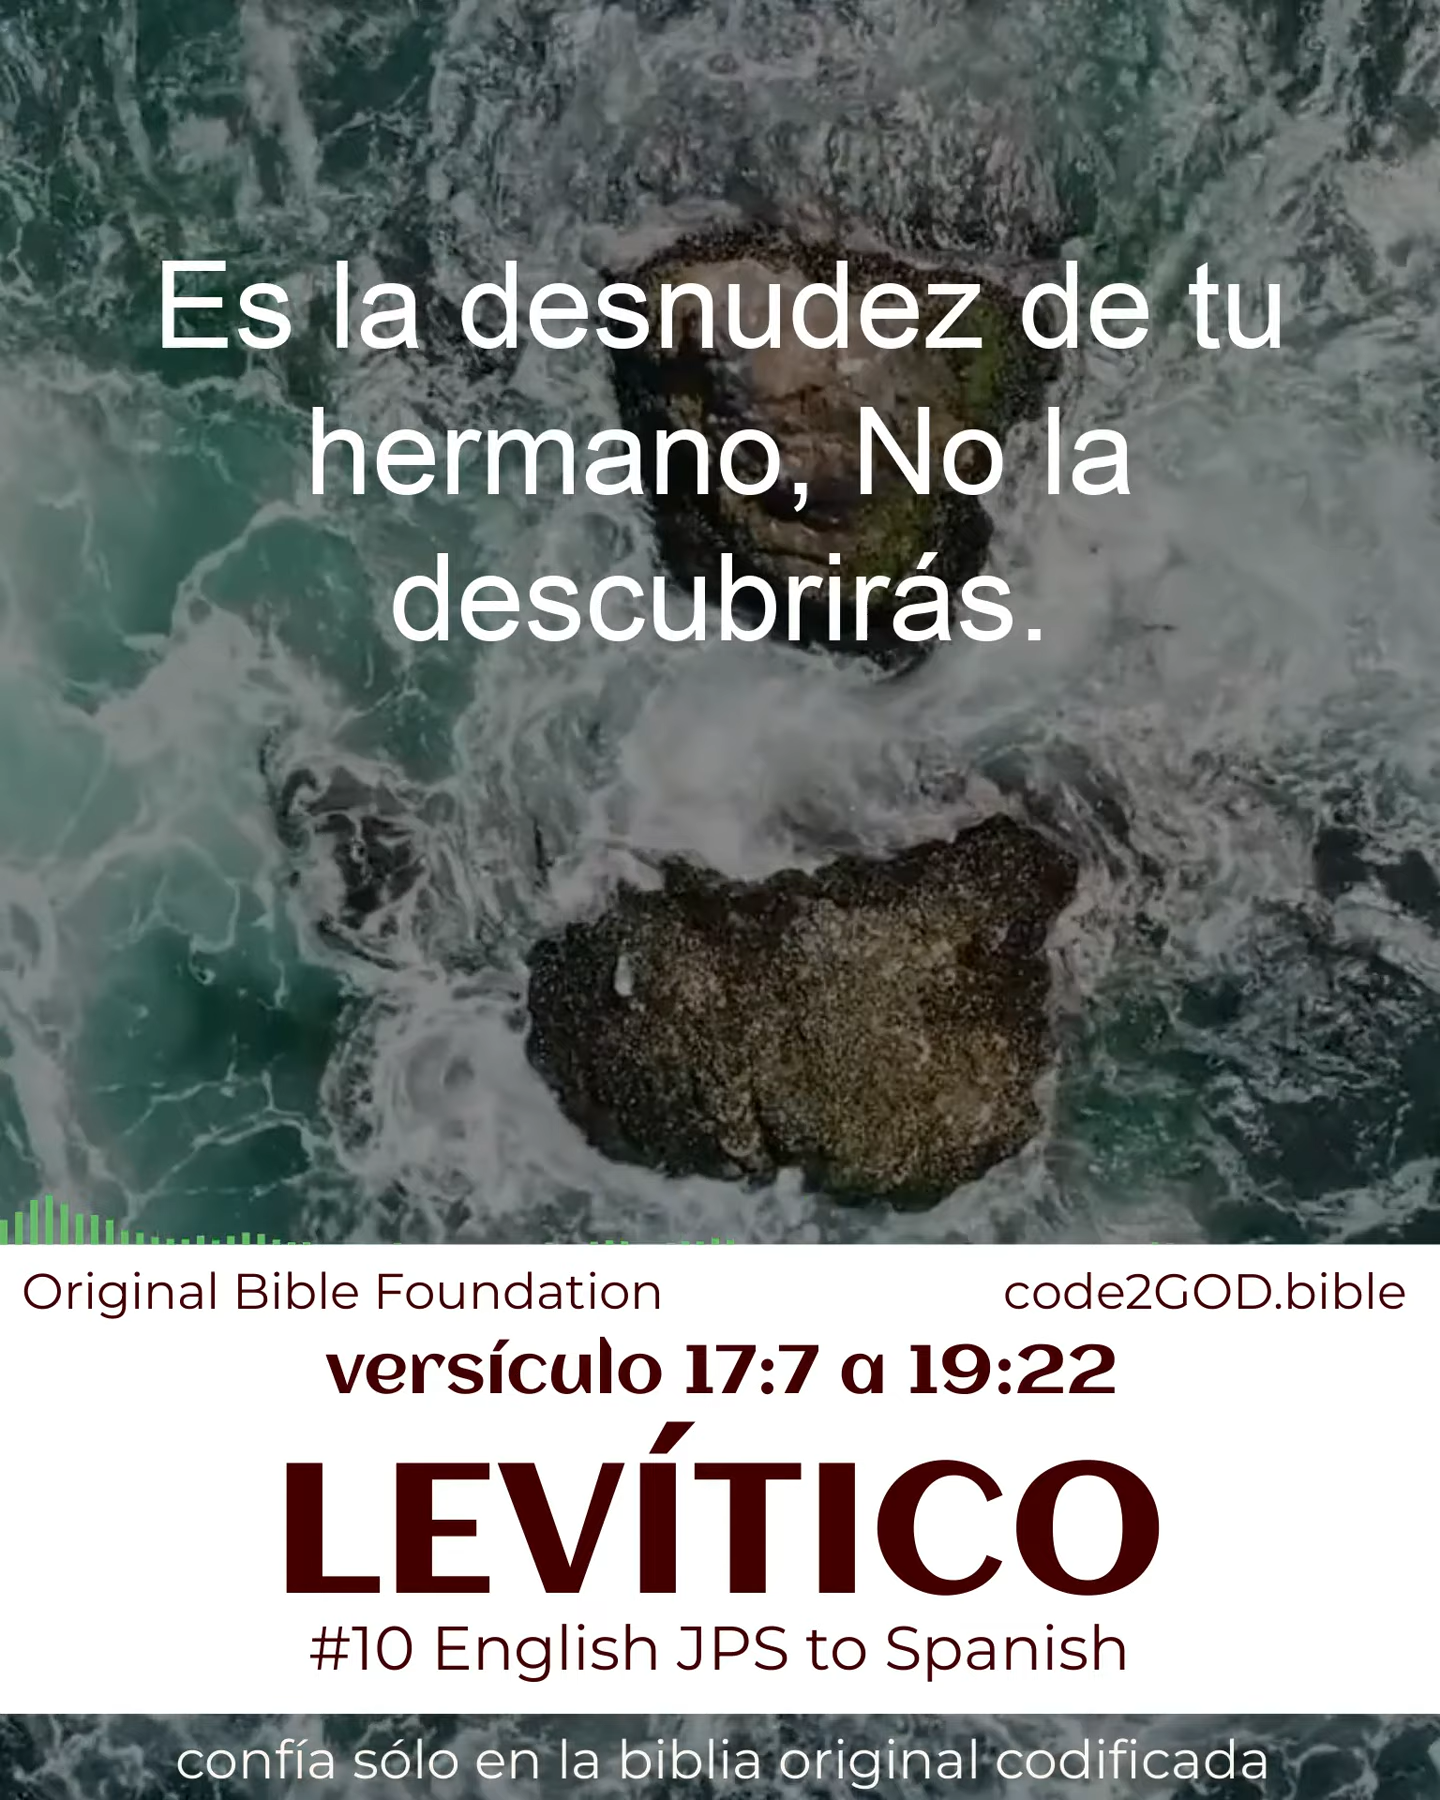 Es la desnudez de tu
hermano, No la
descubrirás.
Original Bible Foundation
code2GOD.bible
versículo 17:7 a 19:22
LEVÍTICO
#10 English JPS to Spanish
confía sólo en la biblia original codificada